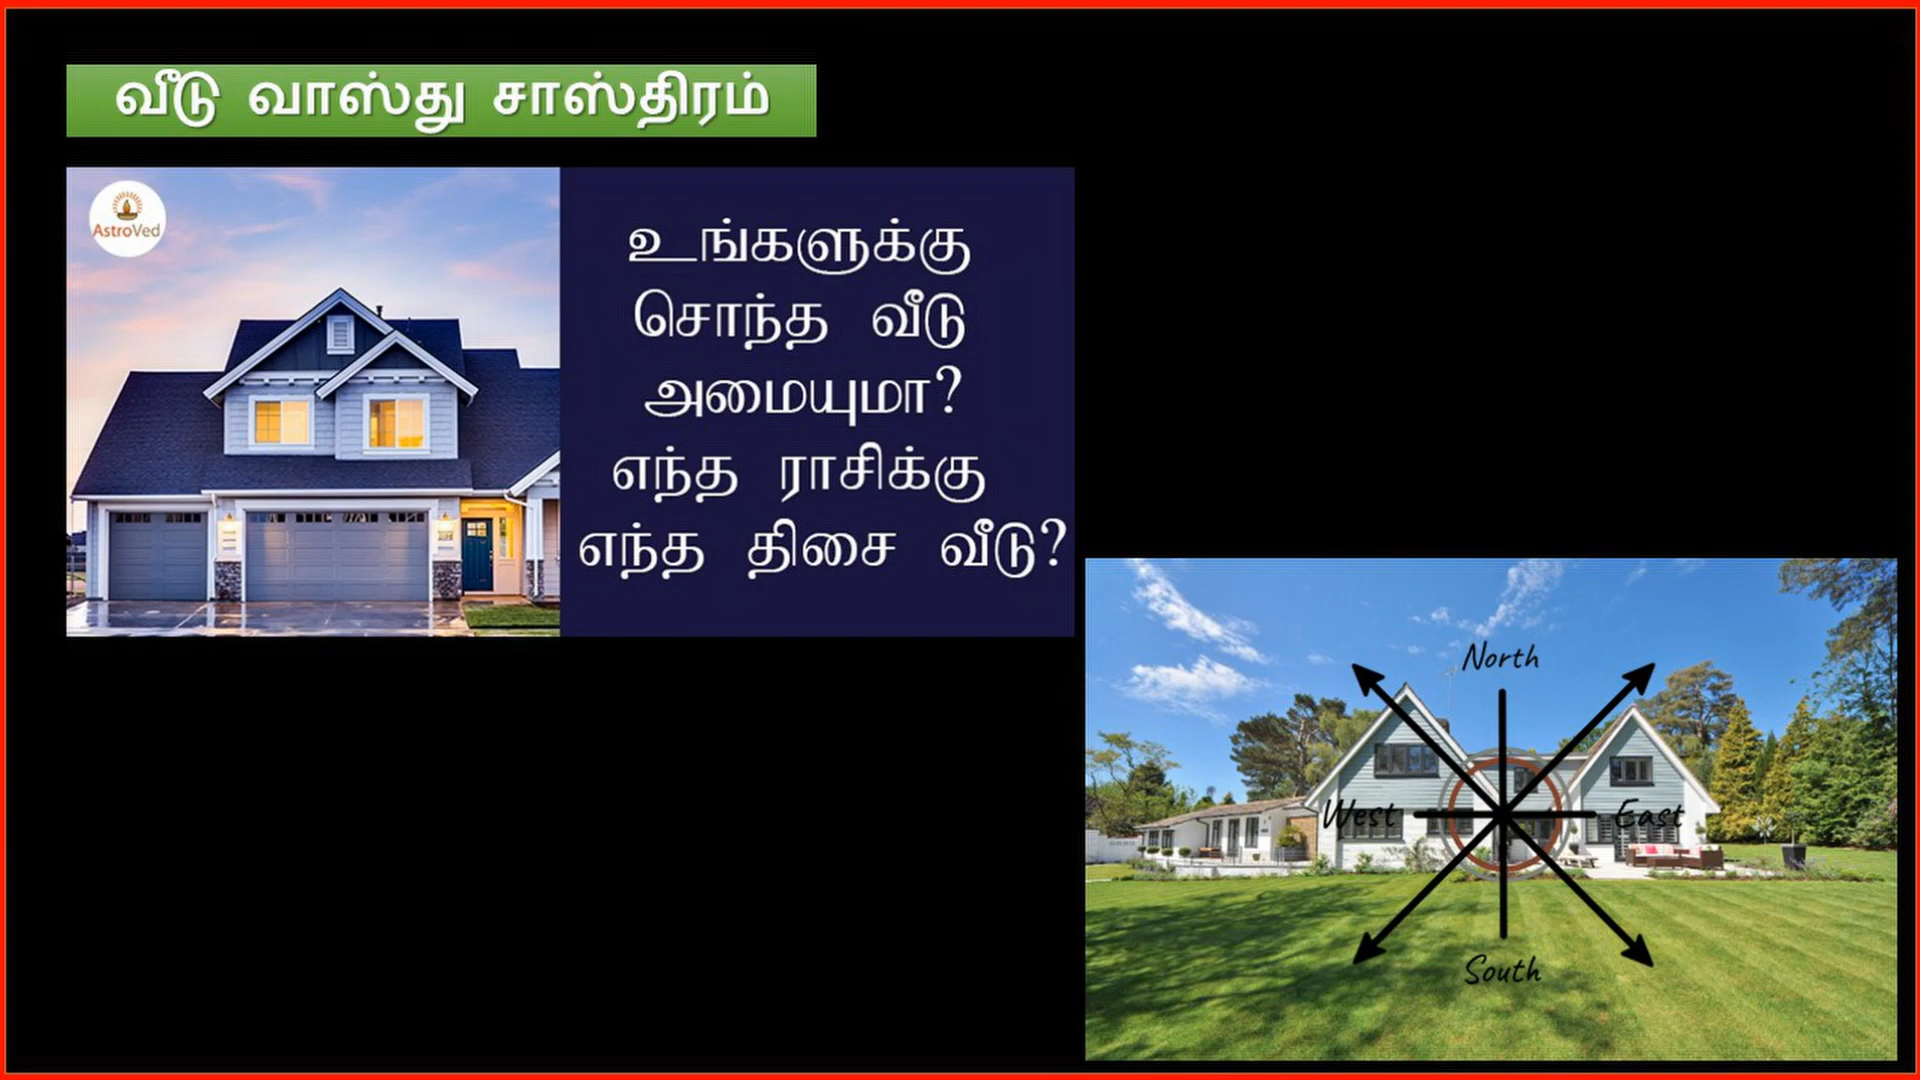 வீடு வாஸ்து சாஸ்திரம்
AstroVed
உங்களுக்கு
சொந்த வீடு
அமையுமா?
எந்த ராசிக்கு
எந்த திசை வீடு?
North
West
East
South